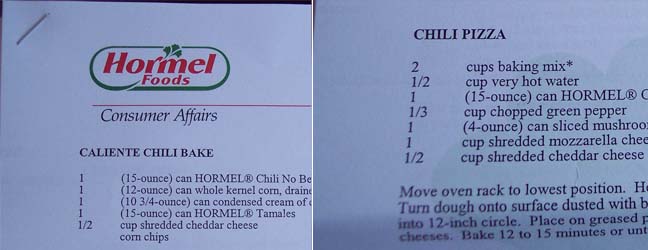 Hormel
Foods
Consumer Affairs
CALIENTE CHILI BAKE
1 (15-ounce) can HORMEL® Chili No Be
1 (12-ounce) can whole kernel corn, draine
1 (10 3/4-ounce) can condensed cream of
1 (15-ounce) can HORMEL® Tamales
1/2 cup shredded cheddar cheese
corn chips
CHILI PIZZA
2 cups baking mix*
1/2 cup very hot water
1 (15-ounce) can HORMEL®
1/3 cup chopped green pepper
1 (4-ounce) can sliced mushroo
1 cup shredded mozzarella chee
1/2 cup shredded cheddar cheese
Move oven rack to lowest position. He
Turn dough onto surface dusted with b
into 12-inch circle. Place on greased p
cheeses. Bake 12 to 15 minutes or unt